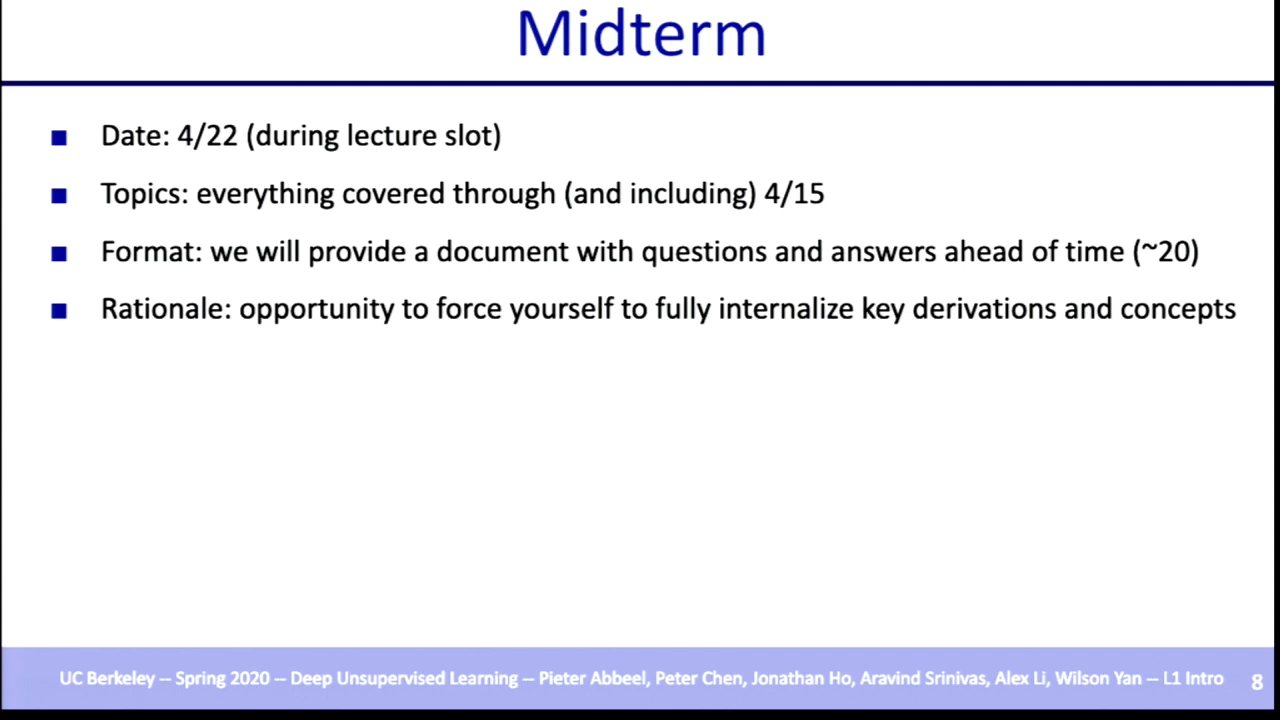 Midterm
Date: 4/22 (during lecture slot)
Topics: everything covered through (and including) 4/15
Format: we will provide a document with questions and answers ahead of time (~20)
Rationale: opportunity to force yourself to fully internalize key derivations and concepts
UC Berkeley -- Spring 2020 -- Deep Unsupervised Learning -- Pieter Abbeel, Peter Chen, Jonathan Ho, Aravind Srinivas, Alex Li, Wilson Yan -- L1 Intro 8